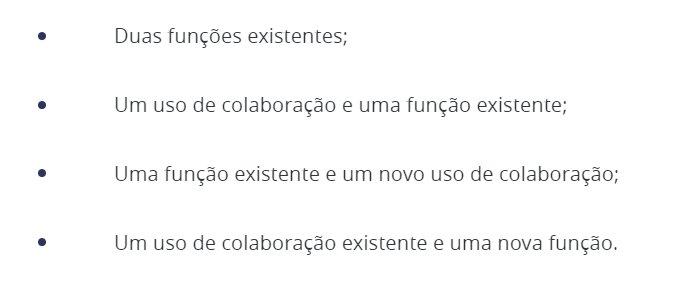 • Duas funções existentes;
• Um uso de colaboração e uma função existente;
• Uma função existente e um novo uso de colaboração;
• Um uso de colaboração existente e uma nova função.